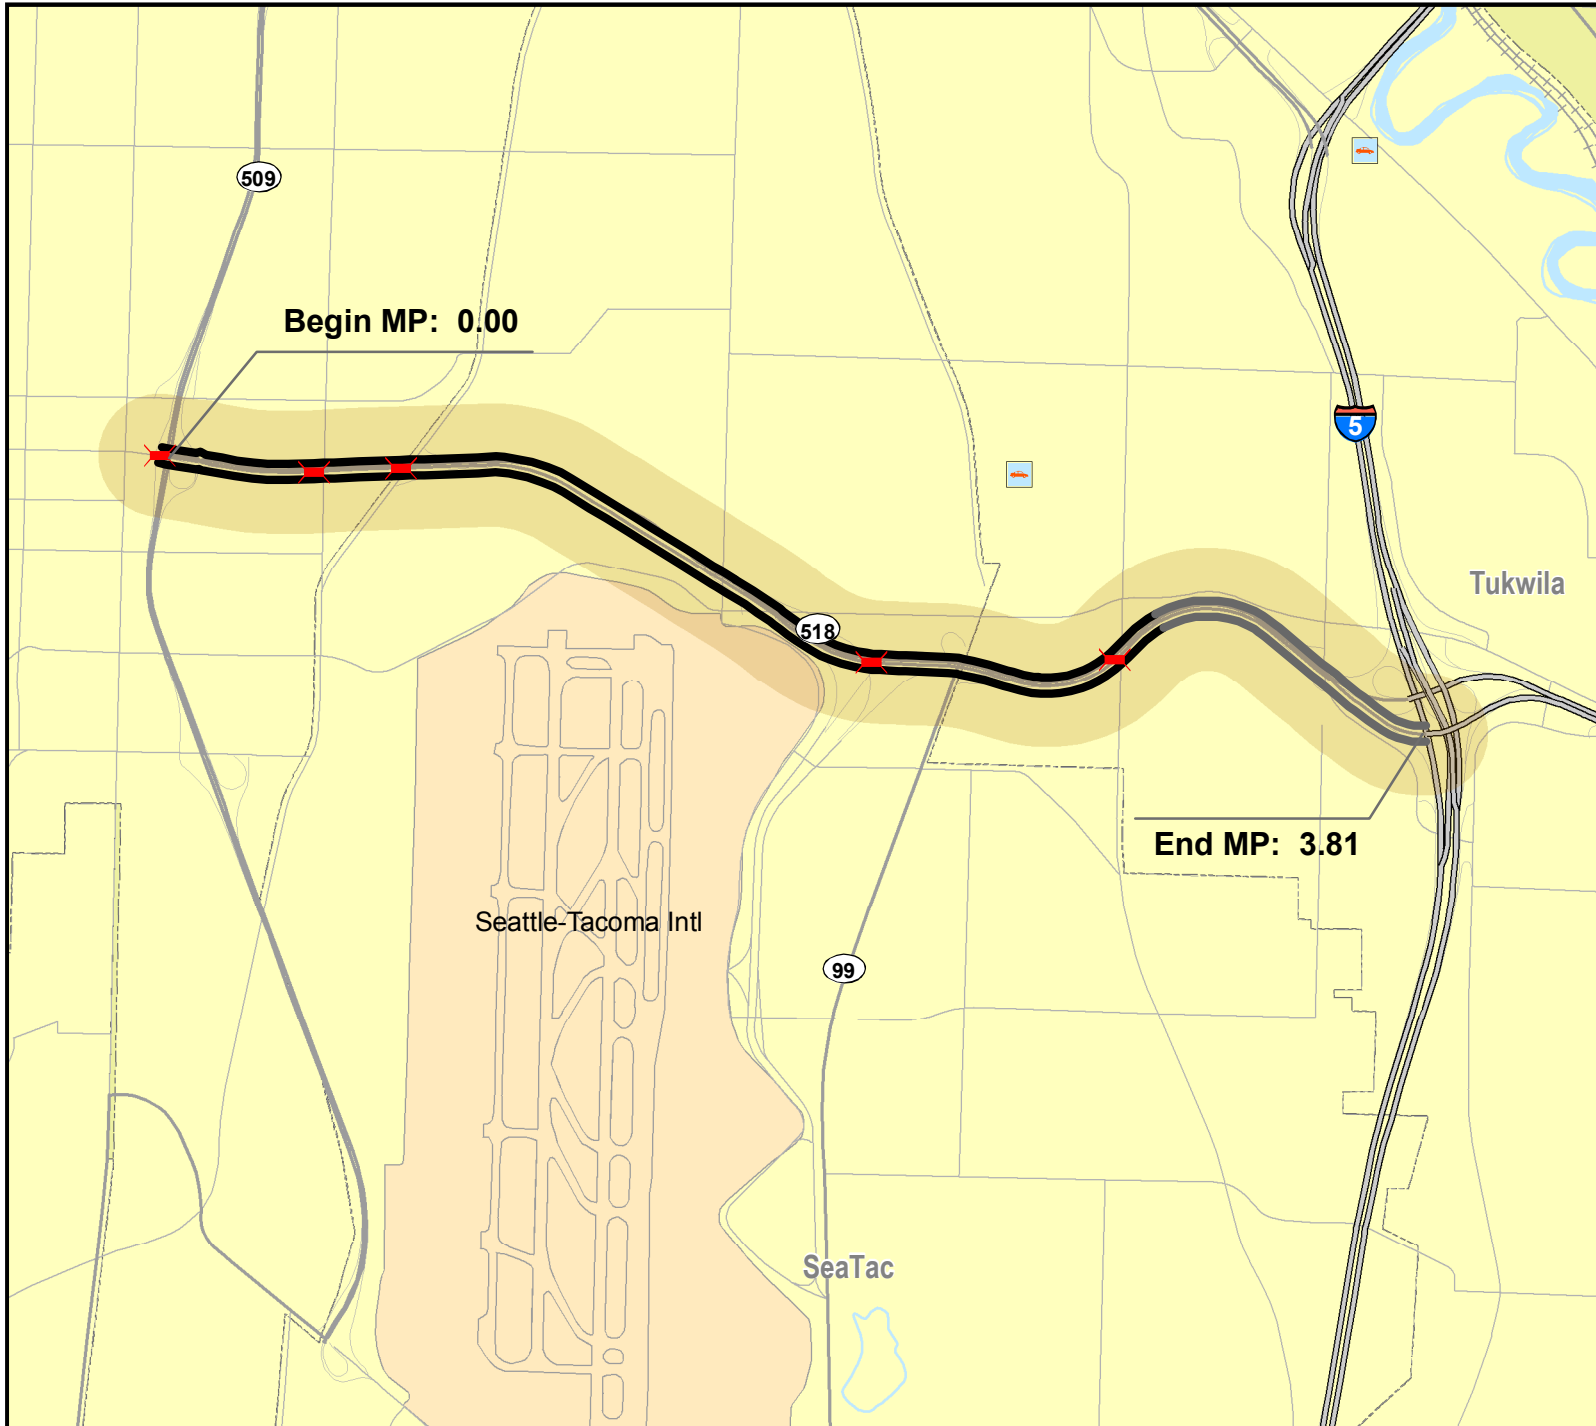 509
Begin MP: 0.00
5
Tukwila
518
End MP: 3.81
Seattle-Tacoma Intl
99
SeaTac